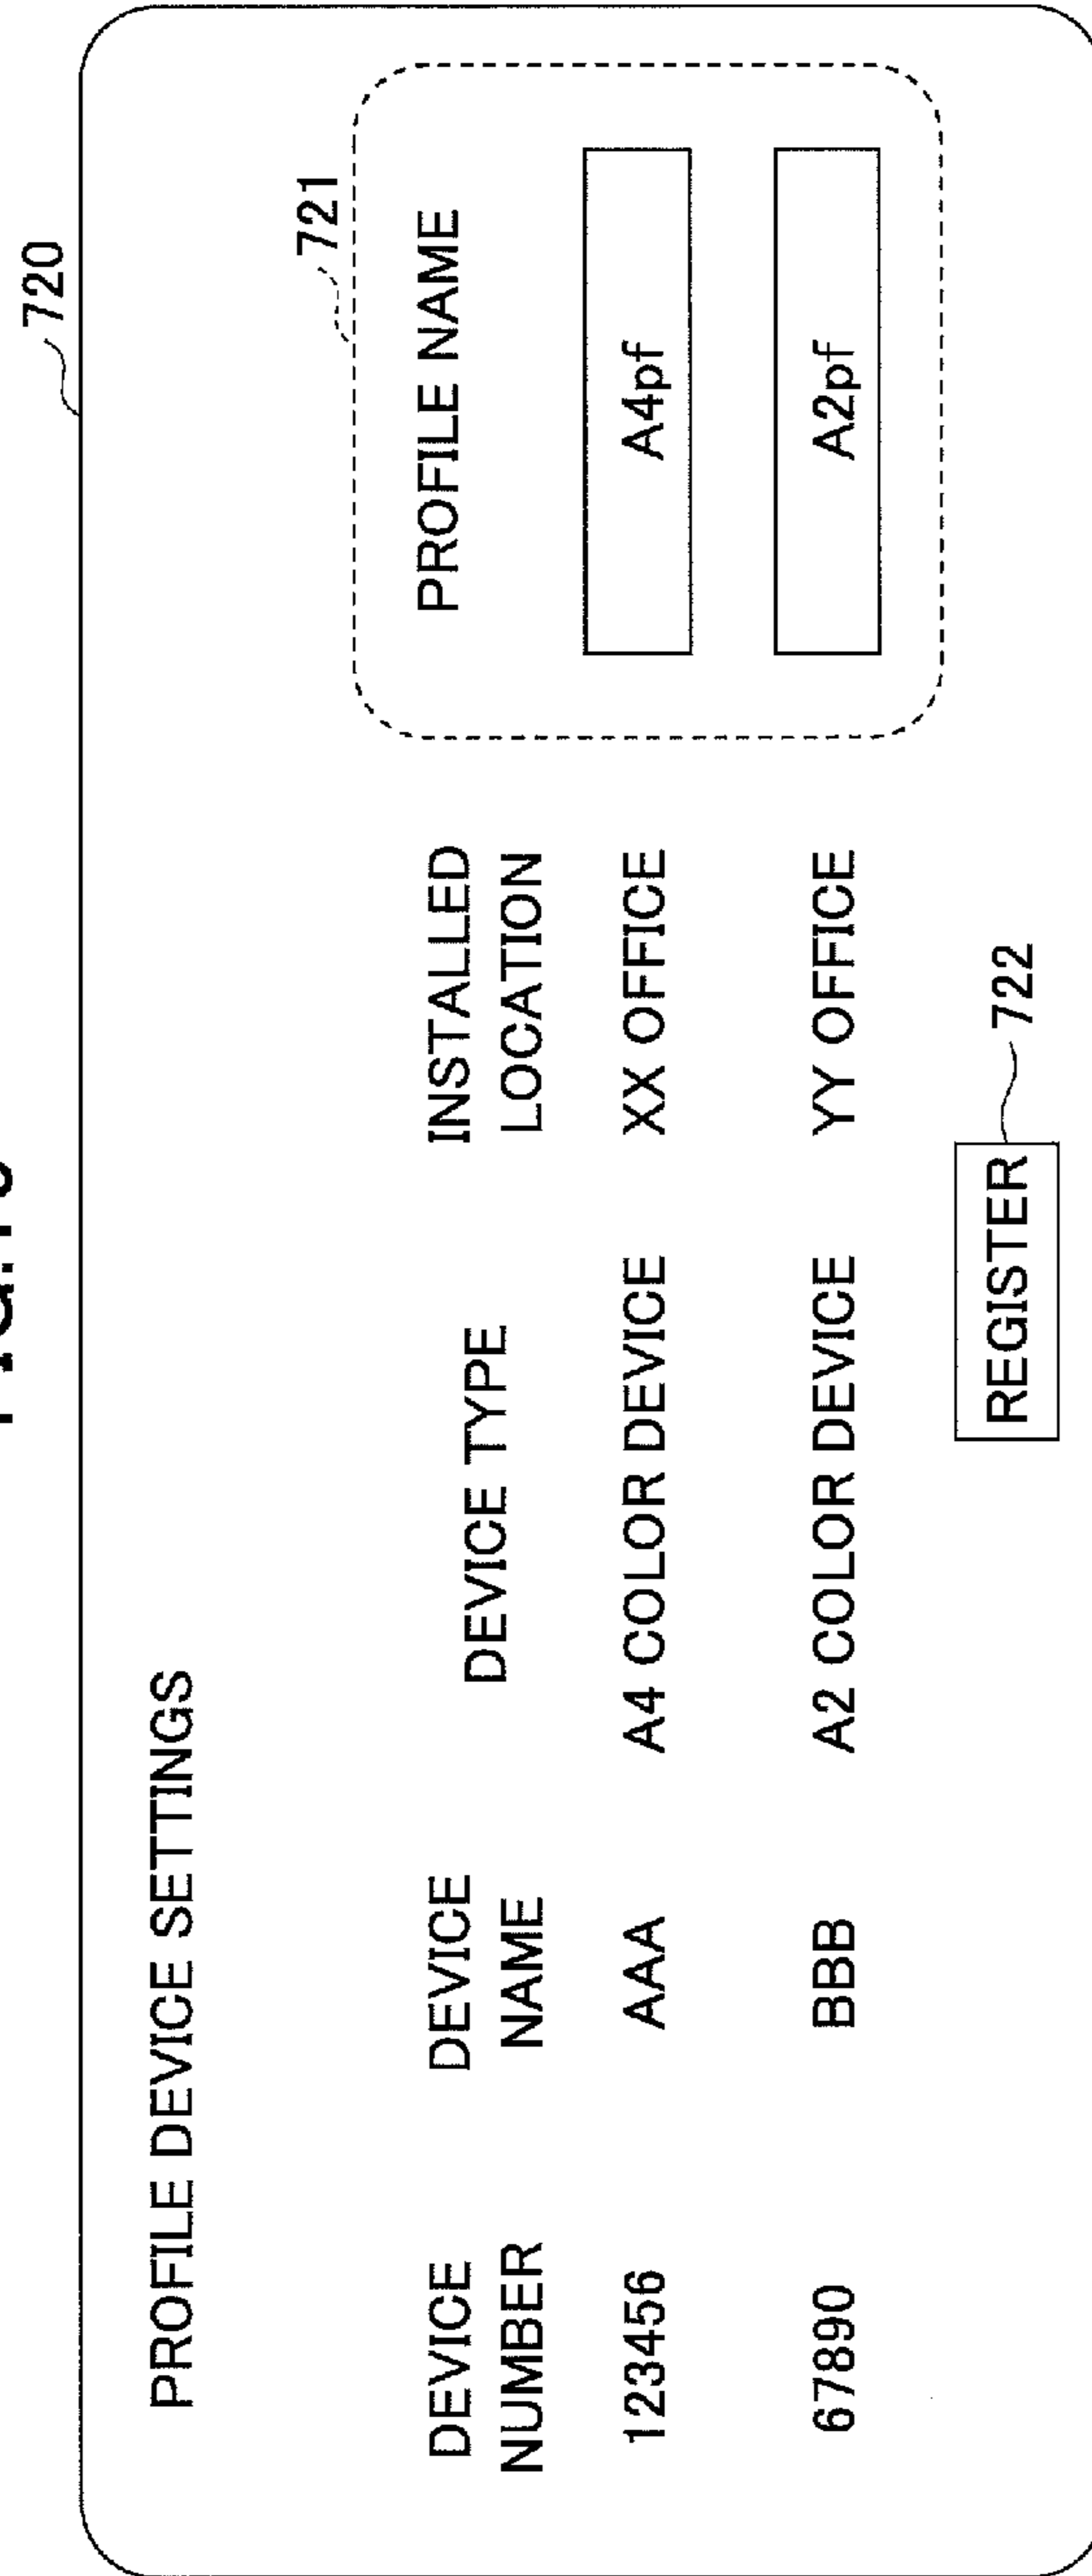 720
PROFILE DEVICE SETTINGS
721
DEVICE NUMBER DEVICE NAME DEVICE TYPE INSTALLED LOCATION PROFILE NAME
123456 AAA A4 COLOR DEVICE XX OFFICE A4pf
67890 BBB A2 COLOR DEVICE YY OFFICE A2pf
REGISTER 722